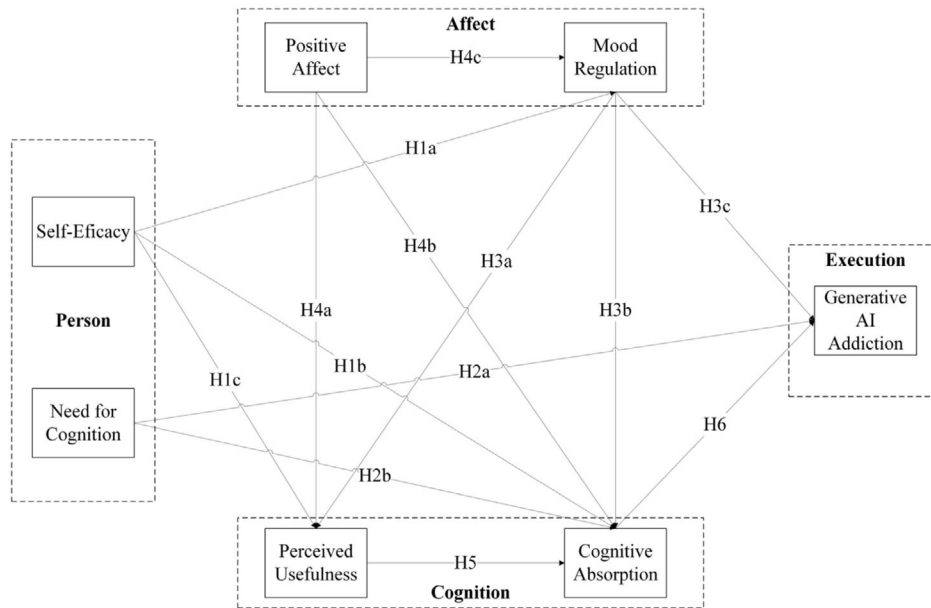 Affect
Positive
Affect
H4c
Mood
Regulation
H1a
Self-Eficacy
H3c
H4b
H3a
Execution
Generative
AI
Addiction
H4a
H3b
Person
H1b
H1c
H2a
Need for
Cognition
H6
H2b
Perceived
Usefulness
H5
Cognitive
Absorption
Cognition